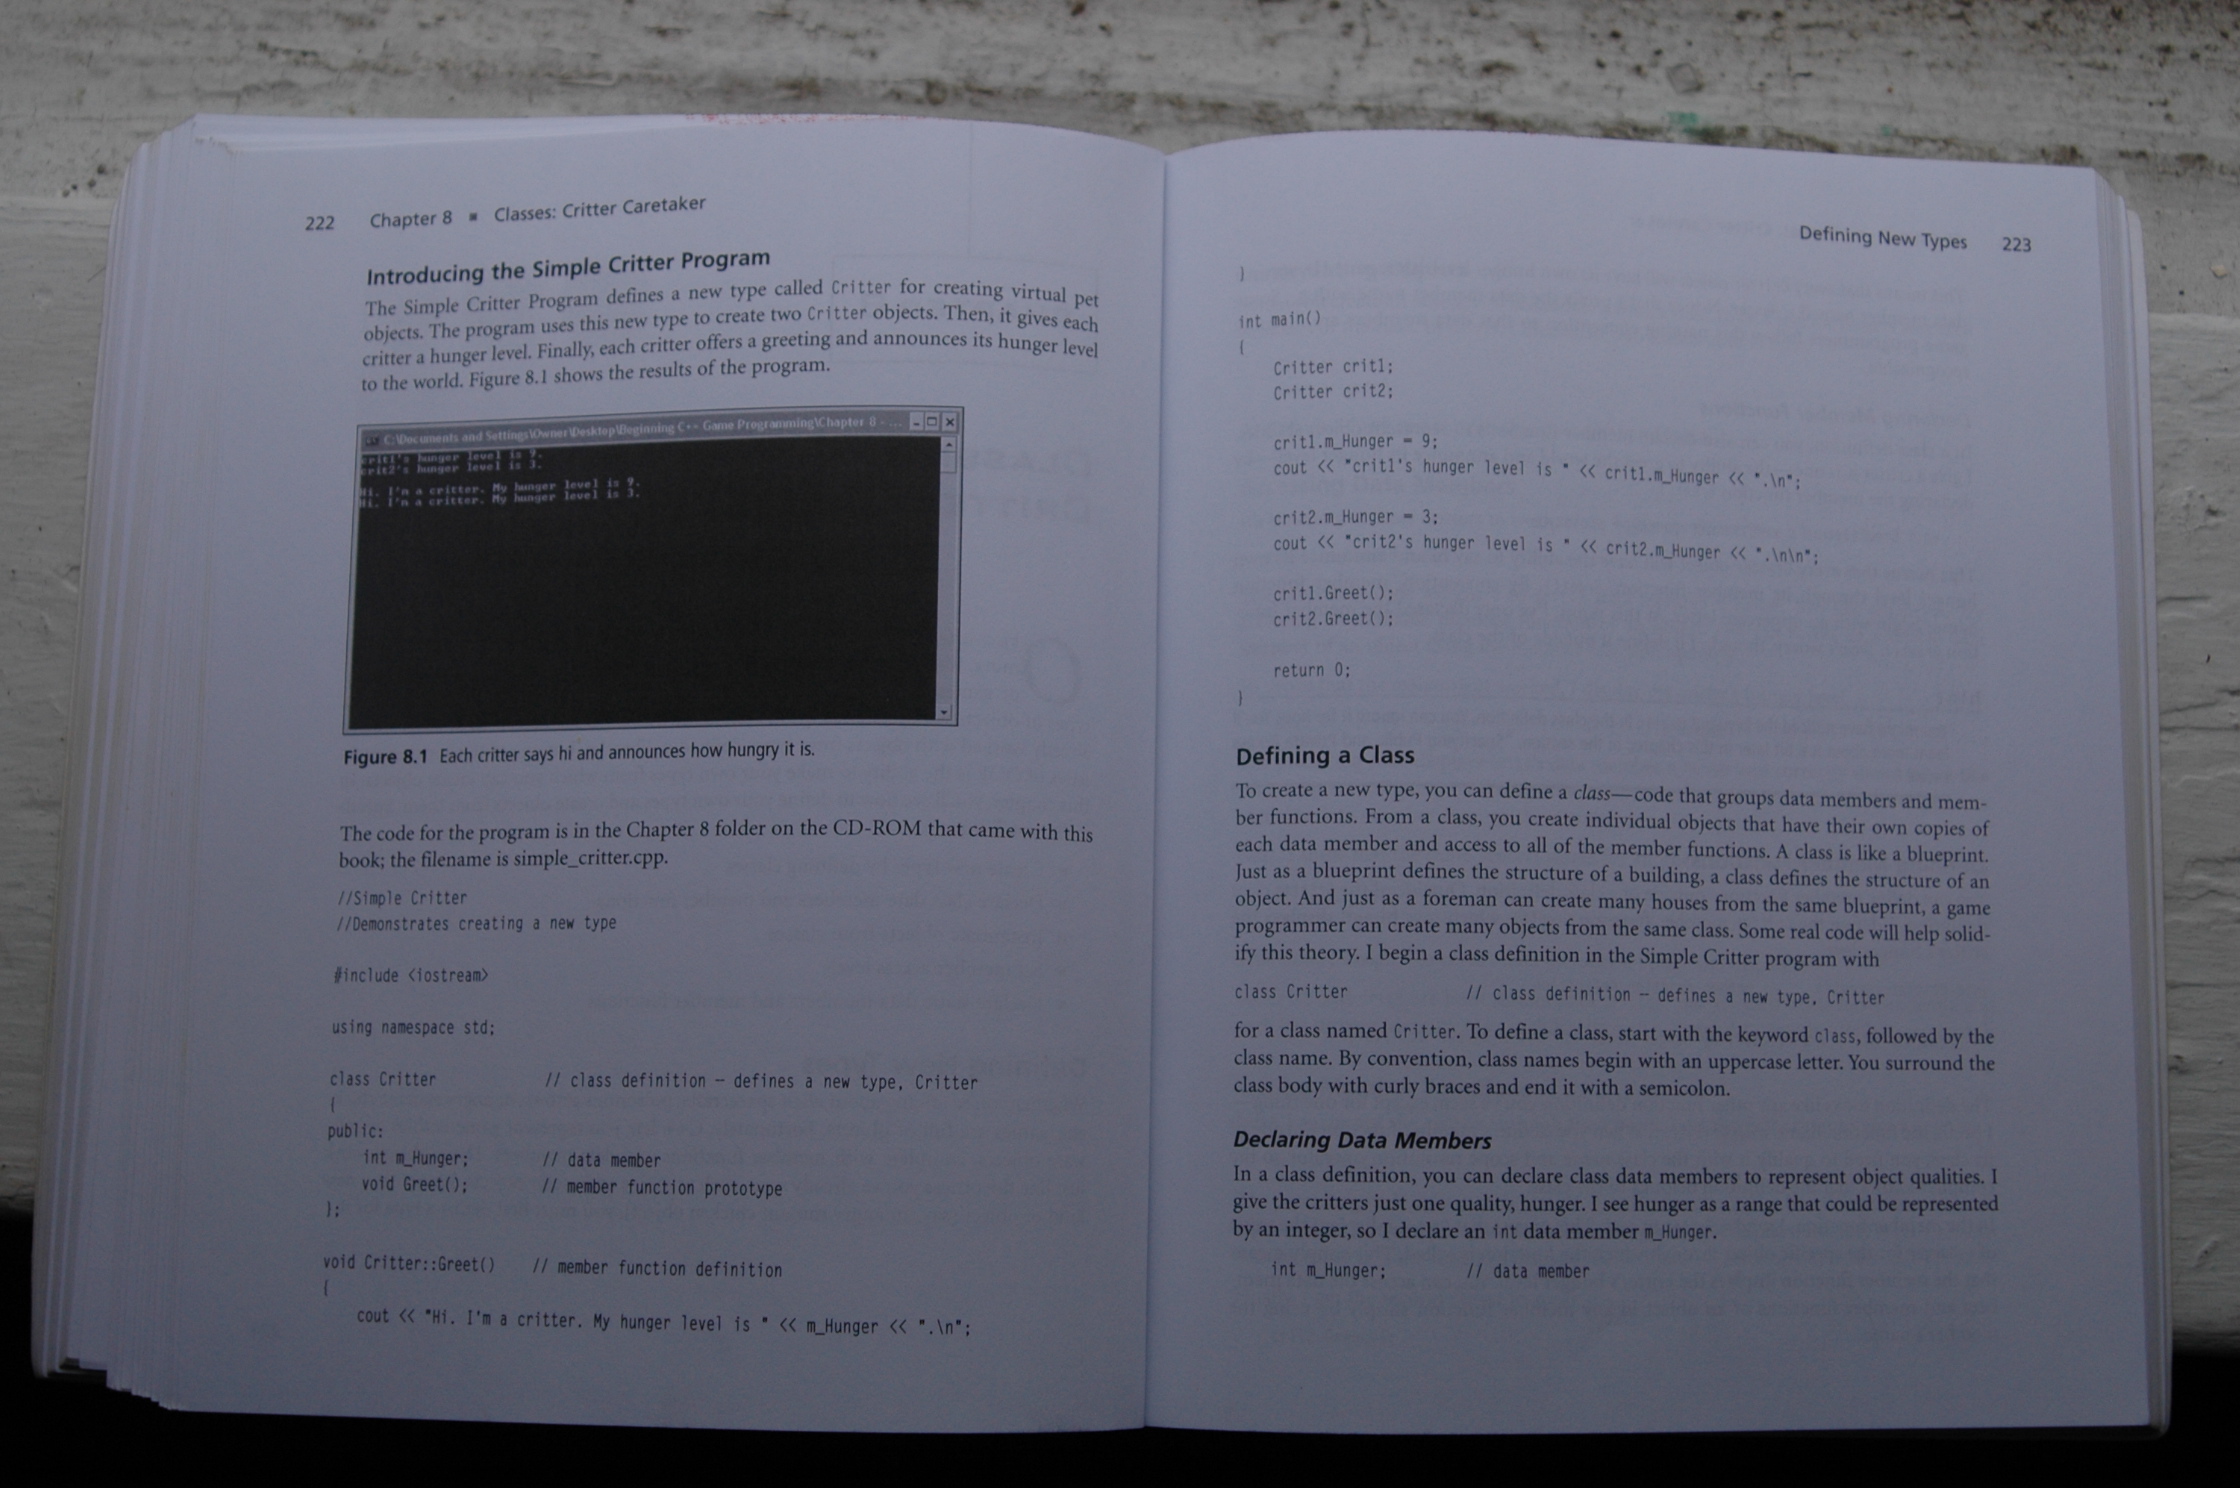 222 Chapter 8 ■ Classes: Critter Caretaker
Introducing the Simple Critter Program
The Simple Critter Program defines a new type called Critter for creating virtual pet
objects. The program uses this new type to create two Critter objects. Then, it gives each
critter a hunger level. Finally, each critter offers a greeting and announces its hunger level
to the world. Figure 8.1 shows the results of the program.
C:\Documents and Settings\Owner\Desktop\Beginning C++ Game Programming\Chapter 8 - ...
crit1's hunger level is 9.
crit2's hunger level is 3.
Hi. I'm a critter. My hunger level is 9.
Hi. I'm a critter. My hunger level is 3.
Figure 8.1 Each critter says hi and announces how hungry it is.
The code for the program is in the Chapter 8 folder on the CD-ROM that came with this
book; the filename is simple_critter.cpp.
//Simple Critter
//Demonstrates creating a new type
#include <iostream>
using namespace std;
class Critter // class definition — defines a new type, Critter
{
public:
int m_Hunger; // data member
void Greet(); // member function prototype
};
void Critter::Greet() // member function definition
{
cout << "Hi. I'm a critter. My hunger level is " << m_Hunger << ".\n";
Defining New Types 223
}
int main()
{
Critter crit1;
Critter crit2;
crit1.m_Hunger = 9;
cout << "crit1's hunger level is " << crit1.m_Hunger << ".\n";
crit2.m_Hunger = 3;
cout << "crit2's hunger level is " << crit2.m_Hunger << ".\n\n";
crit1.Greet();
crit2.Greet();
return 0;
}
Defining a Class
To create a new type, you can define a class—code that groups data members and mem-
ber functions. From a class, you create individual objects that have their own copies of
each data member and access to all of the member functions. A class is like a blueprint.
Just as a blueprint defines the structure of a building, a class defines the structure of an
object. And just as a foreman can create many houses from the same blueprint, a game
programmer can create many objects from the same class. Some real code will help solid-
ify this theory. I begin a class definition in the Simple Critter program with
class Critter // class definition — defines a new type, Critter
for a class named Critter. To define a class, start with the keyword class, followed by the
class name. By convention, class names begin with an uppercase letter. You surround the
class body with curly braces and end it with a semicolon.
Declaring Data Members
In a class definition, you can declare class data members to represent object qualities. I
give the critters just one quality, hunger. I see hunger as a range that could be represented
by an integer, so I declare an int data member m_Hunger.
int m_Hunger; // data member